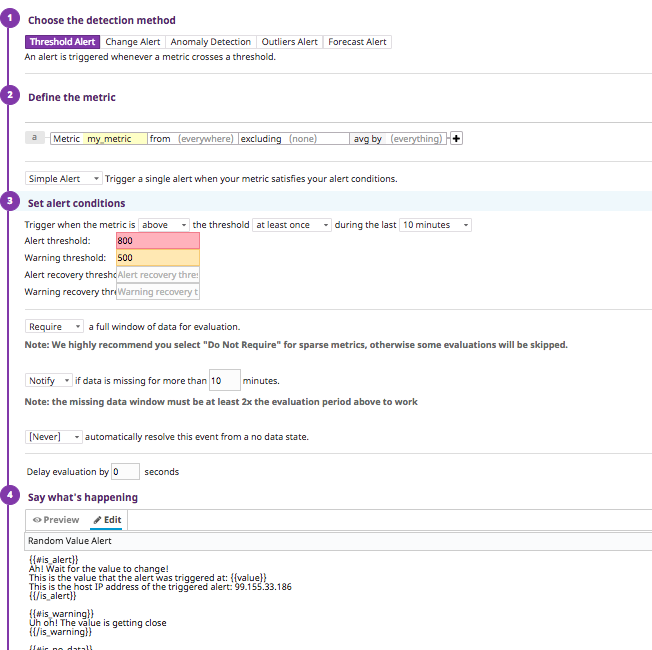 1 Choose the detection method
Threshold Alert Change Alert Anomaly Detection Outliers Alert Forecast Alert
An alert is triggered whenever a metric crosses a threshold.
2 Define the metric
a Metric my_metric from (everywhere) excluding (none) avg by (everything)
Simple Alert Trigger a single alert when your metric satisfies your alert conditions.
3 Set alert conditions
Trigger when the metric is above the threshold at least once during the last 10 minutes
Alert threshold: 800
Warning threshold: 500
Alert recovery thresho Alert recovery thres
Warning recovery thre Warning recovery t
Require a full window of data for evaluation.
Note: We highly recommend you select "Do Not Require" for sparse metrics, otherwise some evaluations will be skipped.
Notify if data is missing for more than 10 minutes.
Note: the missing data window must be at least 2x the evaluation period above to work
[Never] automatically resolve this event from a no data state.
Delay evaluation by 0 seconds
4 Say what's happening
Preview Edit
Random Value Alert
{{#is_alert}}
Ah! Wait for the value to change!
This is the value that the alert was triggered at: {{value}}
This is the host IP address of the triggered alert: 99.155.33.186
{{/is_alert}}
{{#is_warning}}
Uh oh! The value is getting close
{{/is_warning}}
{{#is_no_data}}